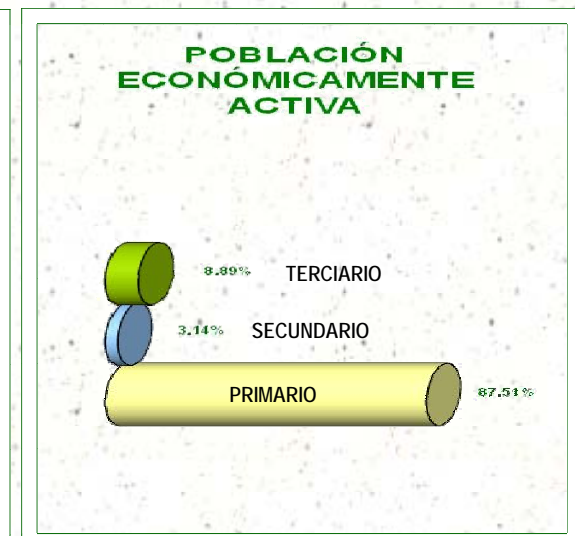 POBLACIÓN
ECONÓMICAMENTE
ACTIVA
8.89% TERCIARIO
3.14% SECUNDARIO
PRIMARIO 87.51%